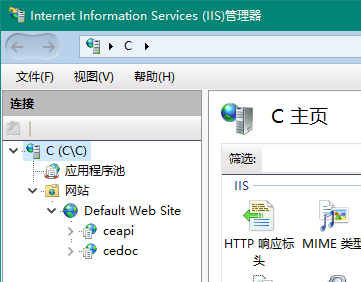 Internet Information Services (IIS)管理器
C
文件(F) 视图(V) 帮助(H)
连接
C (C\C)
应用程序池
网站
Default Web Site
ceapi
cedoc
C 主页
筛选:
IIS
HTTP 响应标
头
MIME 类型